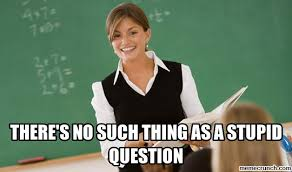 THERE'S NO SUCH THING AS A STUPID
QUESTION
memecrunch.com